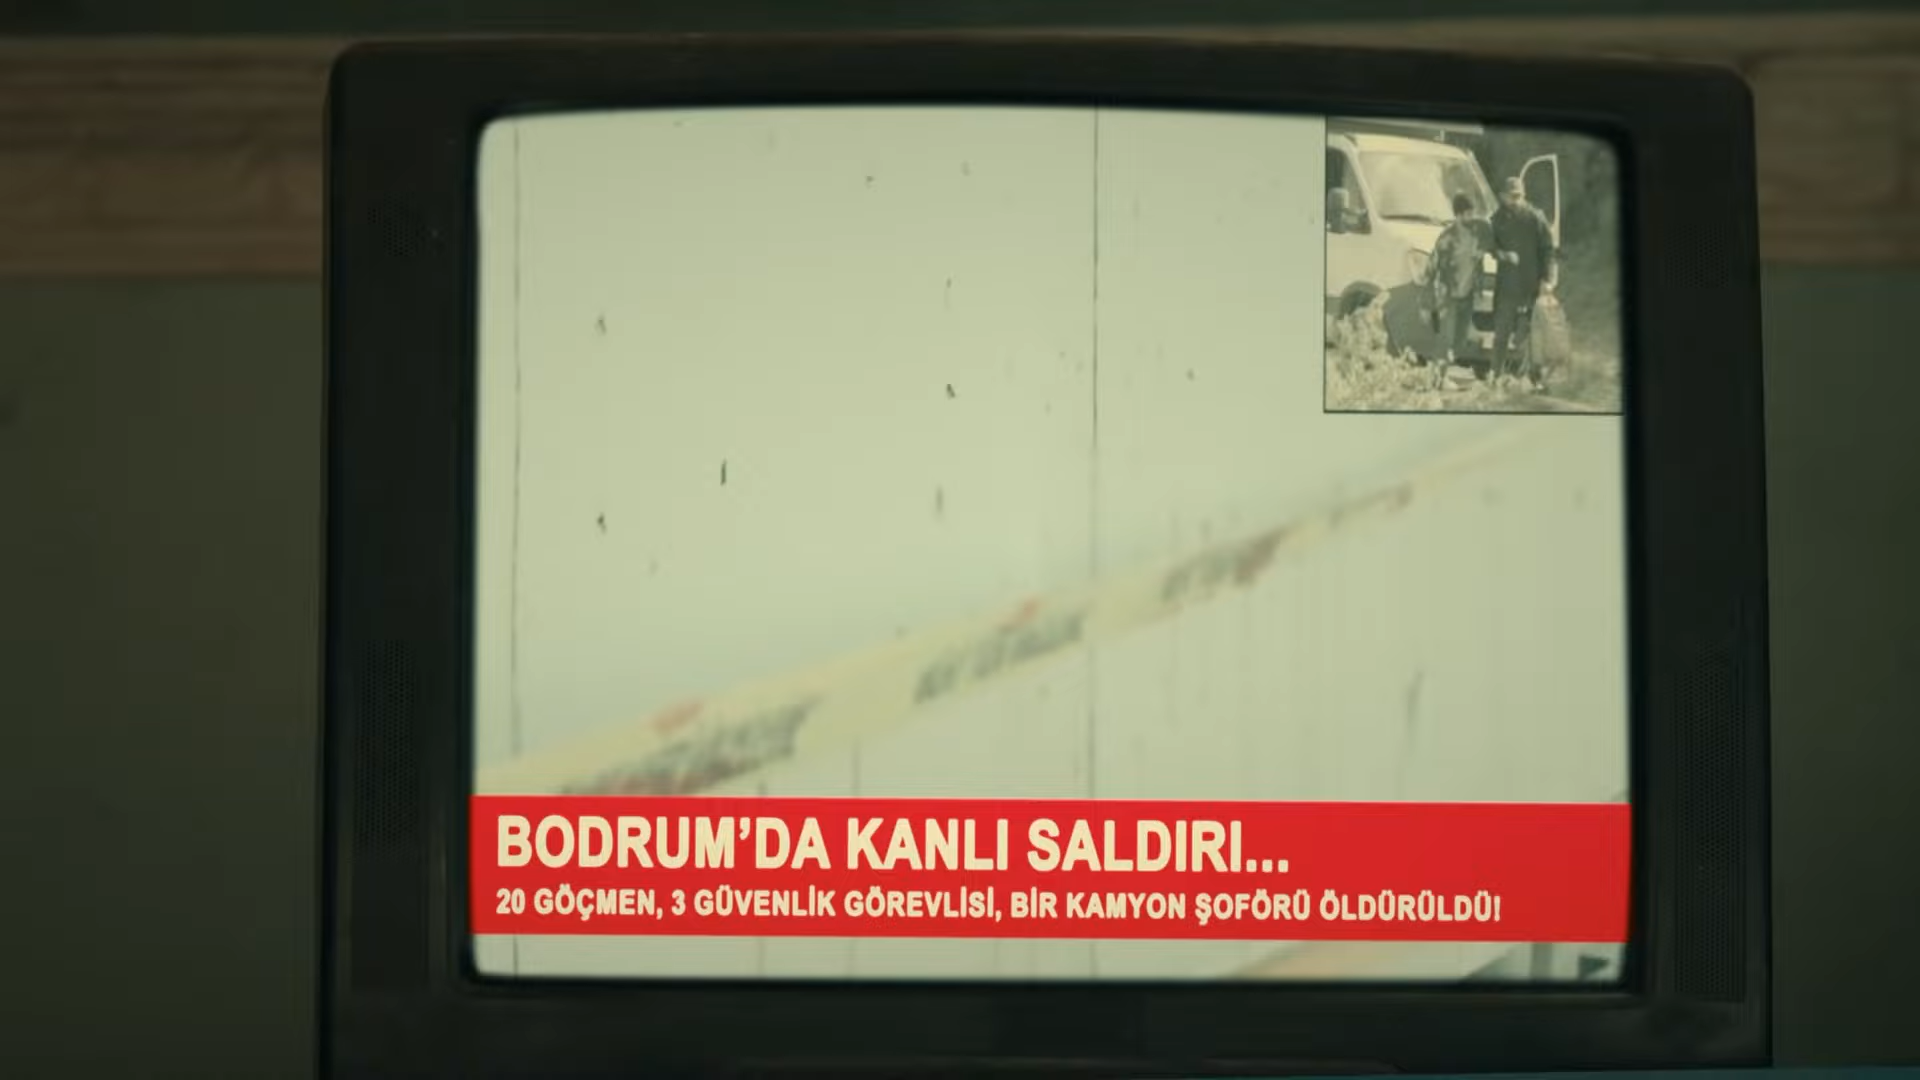 BODRUM'DA KANLI SALDIRI...
20 GÖÇMEN, 3 GÜVENLİK GÖREVLİSİ, BİR KAMYON ŞOFÖRÜ ÖLDÜRÜLDÜ!